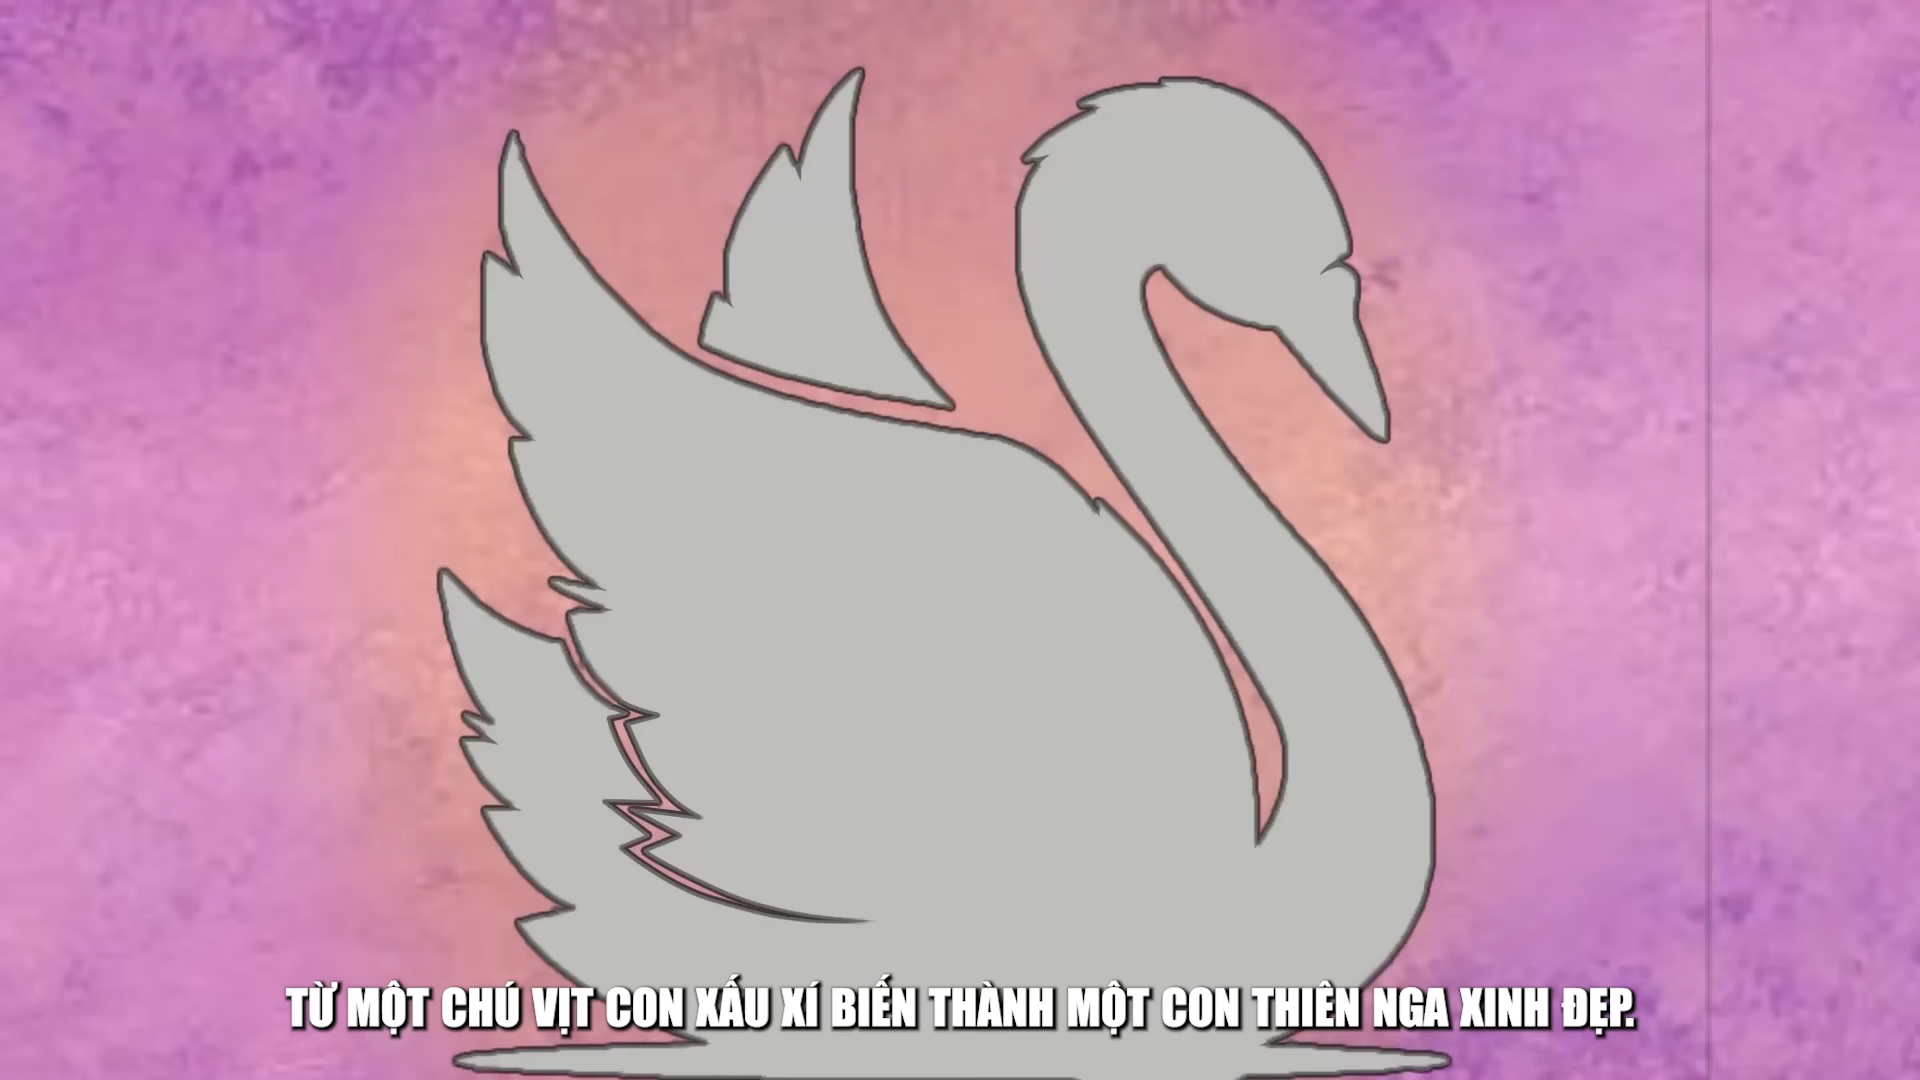 TỪ MỘT CHÚ VỊT CON XẤU XÍ BIẾN THÀNH MỘT CON THIÊN NGA XINH ĐẸP.